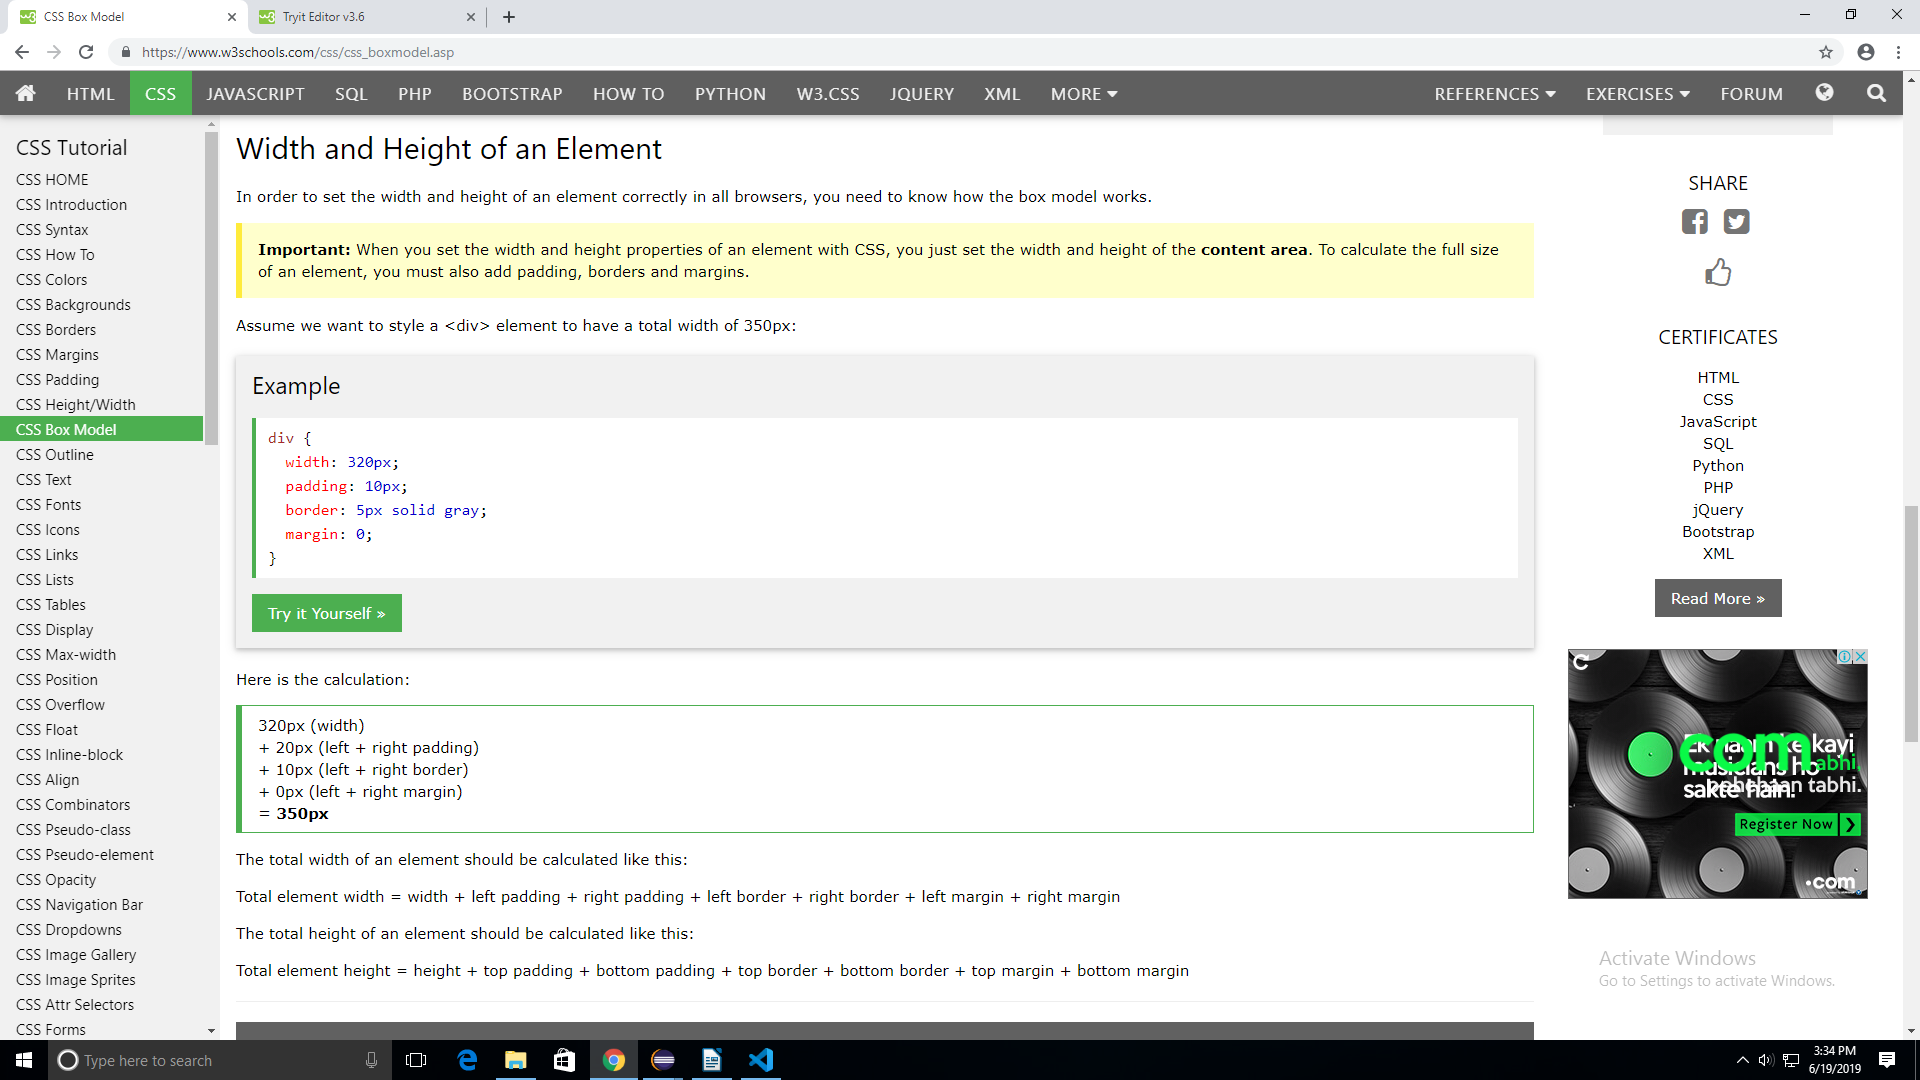 CSS Box Model
Tryit Editor v3.6
https://www.w3schools.com/css/css_boxmodel.asp
HTML CSS JAVASCRIPT SQL PHP BOOTSTRAP HOW TO PYTHON W3.CSS JQUERY XML MORE REFERENCES EXERCISES FORUM
CSS Tutorial
CSS HOME
CSS Introduction
CSS Syntax
CSS How To
CSS Colors
CSS Backgrounds
CSS Borders
CSS Margins
CSS Padding
CSS Height/Width
CSS Box Model
CSS Outline
CSS Text
CSS Fonts
CSS Icons
CSS Links
CSS Lists
CSS Tables
CSS Display
CSS Max-width
CSS Position
CSS Overflow
CSS Float
CSS Inline-block
CSS Align
CSS Combinators
CSS Pseudo-class
CSS Pseudo-element
CSS Opacity
CSS Navigation Bar
CSS Dropdowns
CSS Image Gallery
CSS Image Sprites
CSS Attr Selectors
CSS Forms
Width and Height of an Element
In order to set the width and height of an element correctly in all browsers, you need to know how the box model works.
Important: When you set the width and height properties of an element with CSS, you just set the width and height of the content area. To calculate the full size
of an element, you must also add padding, borders and margins.
Assume we want to style a <div> element to have a total width of 350px:
Example
div {
width: 320px;
padding: 10px;
border: 5px solid gray;
margin: 0;
}
Try it Yourself »
Here is the calculation:
320px (width)
+ 20px (left + right padding)
+ 10px (left + right border)
+ 0px (left + right margin)
= 350px
The total width of an element should be calculated like this:
Total element width = width + left padding + right padding + left border + right border + left margin + right margin
The total height of an element should be calculated like this:
Total element height = height + top padding + bottom padding + top border + bottom border + top margin + bottom margin
SHARE
CERTIFICATES
HTML
CSS
JavaScript
SQL
Python
PHP
jQuery
Bootstrap
XML
Read More »
com
Ek naam ke kayi
abhi,
musicians ho
sakte hain.
pehchaan tabhi.
Register Now ❯
.com
Activate Windows
Go to Settings to activate Windows.
Type here to search
3:34 PM
6/19/2019